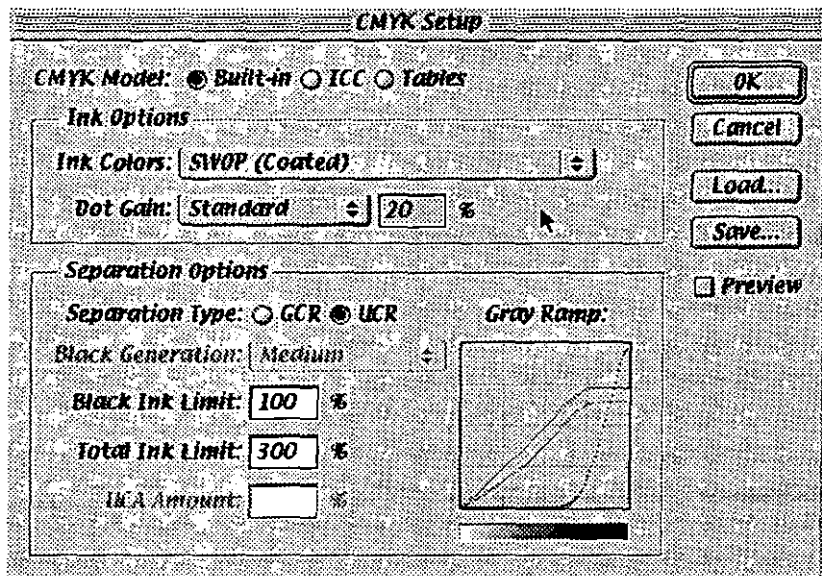 CMYK Setup
CMYK Model: Built-in ICC Tables
OK
Ink Options
Cancel
Ink Colors: SWOP (Coated)
Load...
Dot Gain: Standard 20 %
Save...
Separation Options
Preview
Separation Type: GCR UCR
Gray Ramp:
Black Generation: Medium
Black Ink Limit: 100 %
Total Ink Limit: 300 %
UCA Amount: %